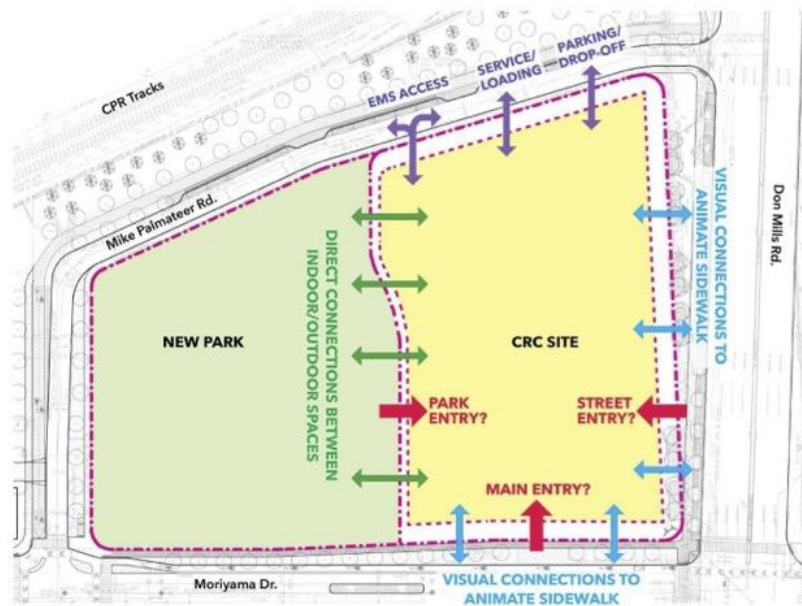 CPR Tracks
EMS ACCESS
SERVICE/
LOADING
PARKING/
DROP-OFF
Mike Palmateer Rd.
DIRECT CONNECTIONS BETWEEN
INDOOR/OUTDOOR SPACES
VISUAL CONNECTIONS TO
ANIMATE SIDEWALK
Don Mills Rd.
NEW PARK
CRC SITE
PARK
ENTRY?
STREET
ENTRY?
MAIN ENTRY?
Moriyama Dr.
VISUAL CONNECTIONS TO
ANIMATE SIDEWALK